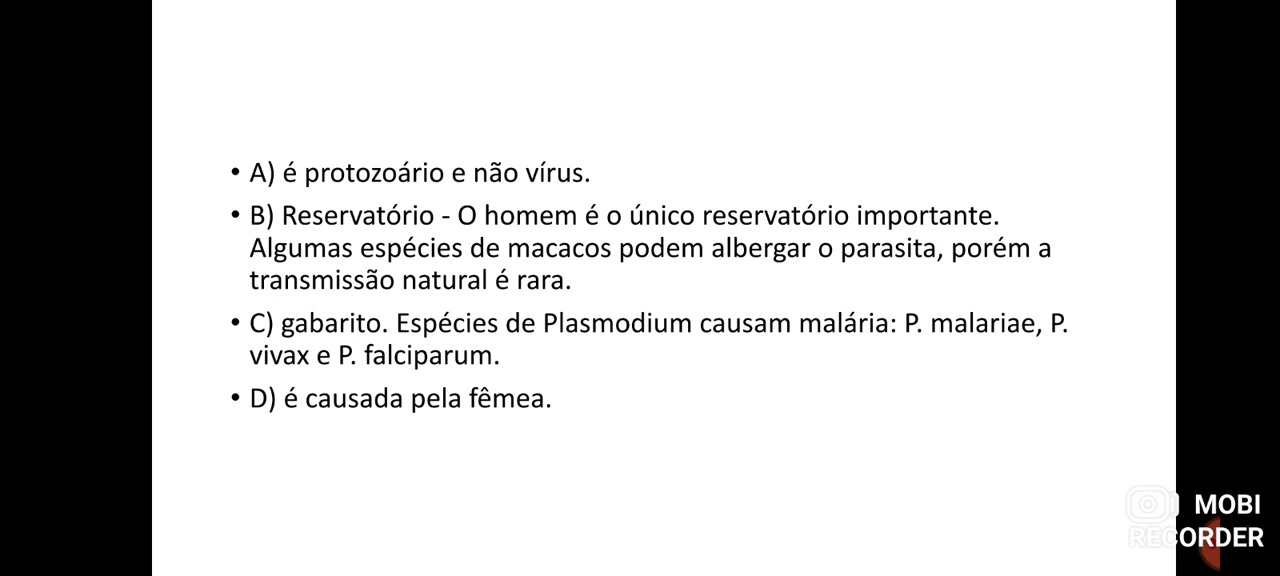 • A) é protozoário e não vírus.
• B) Reservatório - O homem é o único reservatório importante.
Algumas espécies de macacos podem albergar o parasita, porém a
transmissão natural é rara.
• C) gabarito. Espécies de Plasmodium causam malária: P. malariae, P.
vivax e P. falciparum.
• D) é causada pela fêmea.
MOBI
RECORDER